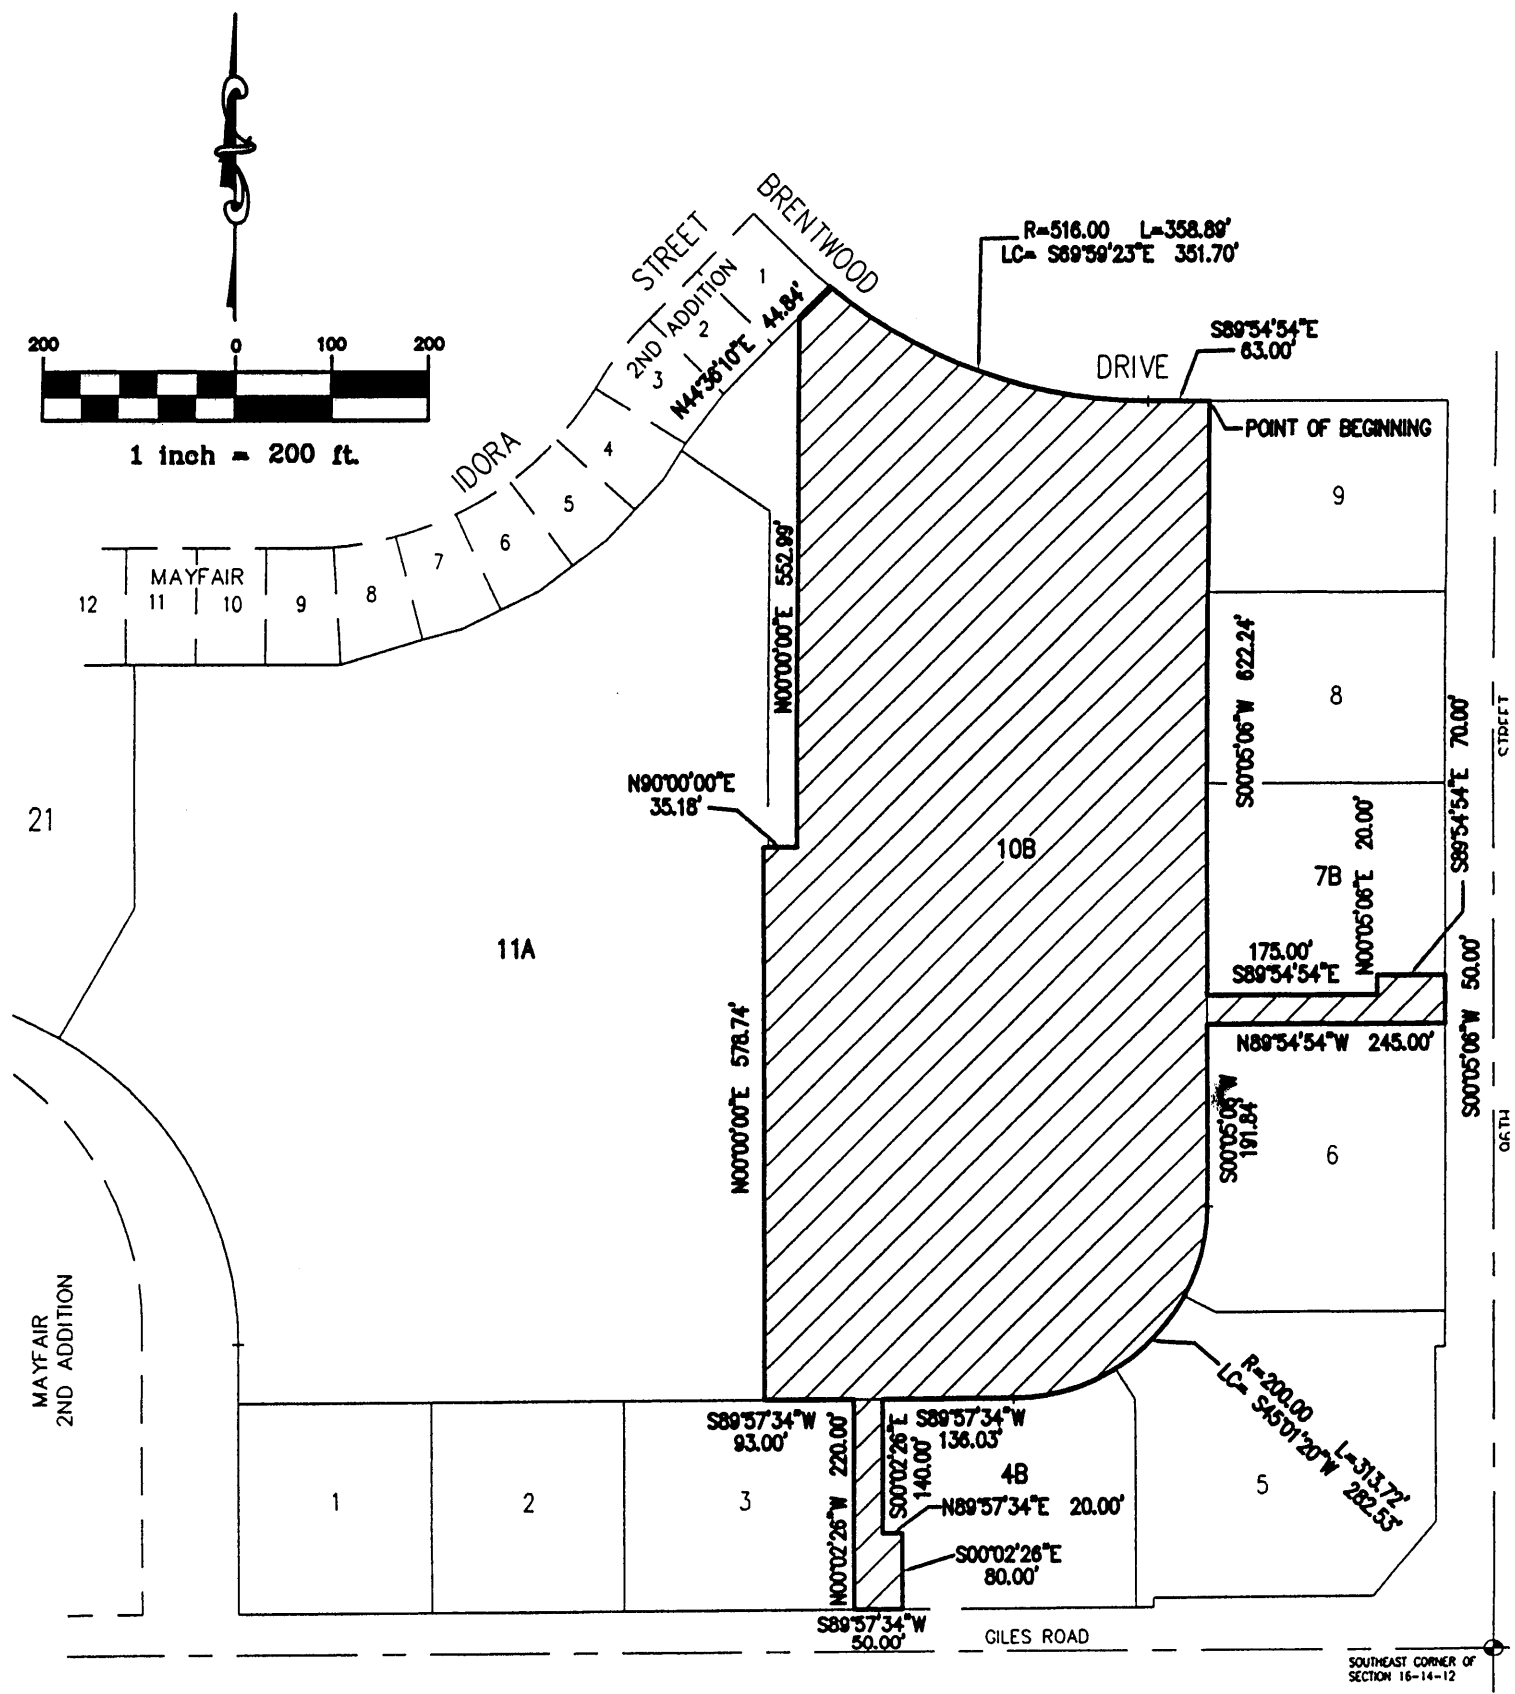 200 0 100 200
1 inch = 200 ft.
BRENTWOOD
DRIVE
R=516.00 L=358.89'
LC= S69°59'23"E 351.70'
S89°54'54"E
63.00'
POINT OF BEGINNING
STREET
IDORA
2ND ADDITION
N44°36'10"E 44.84'
1
2
3
4
5
6
7
8
9
10
11
12
MAYFAIR
21
11A
10B
N00°00'00"E 552.99'
N90°00'00"E
35.18'
N00°00'00"E 578.74'
9
8
7B
6
S00°05'06"W 622.24'
N00°05'06"E 20.00'
S89°54'54"E 70.00'
175.00'
S89°54'54"E
N89°54'54"W 245.00'
S00°05'06"W 50.00'
S00°05'06"W
191.84
STREET
96TH
MAYFAIR
2ND ADDITION
1
2
3
4B
5
S89°57'34"W
93.00'
N00°02'26"W 220.00'
S00°02'26"E
140.00'
S89°57'34"W
136.03'
N89°57'34"E 20.00'
S00°02'26"E
80.00'
S89°57'34"W
50.00'
R=200.00 L=313.72'
LC= S45°01'20"W 282.53'
GILES ROAD
SOUTHEAST CORNER OF
SECTION 16-14-12